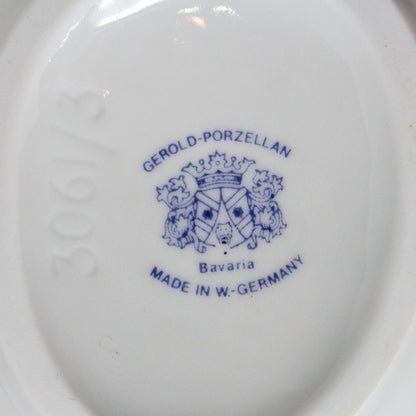 GEROLD-PORZELLAN
Bavaria
MADE IN W.-GERMANY
3061/3